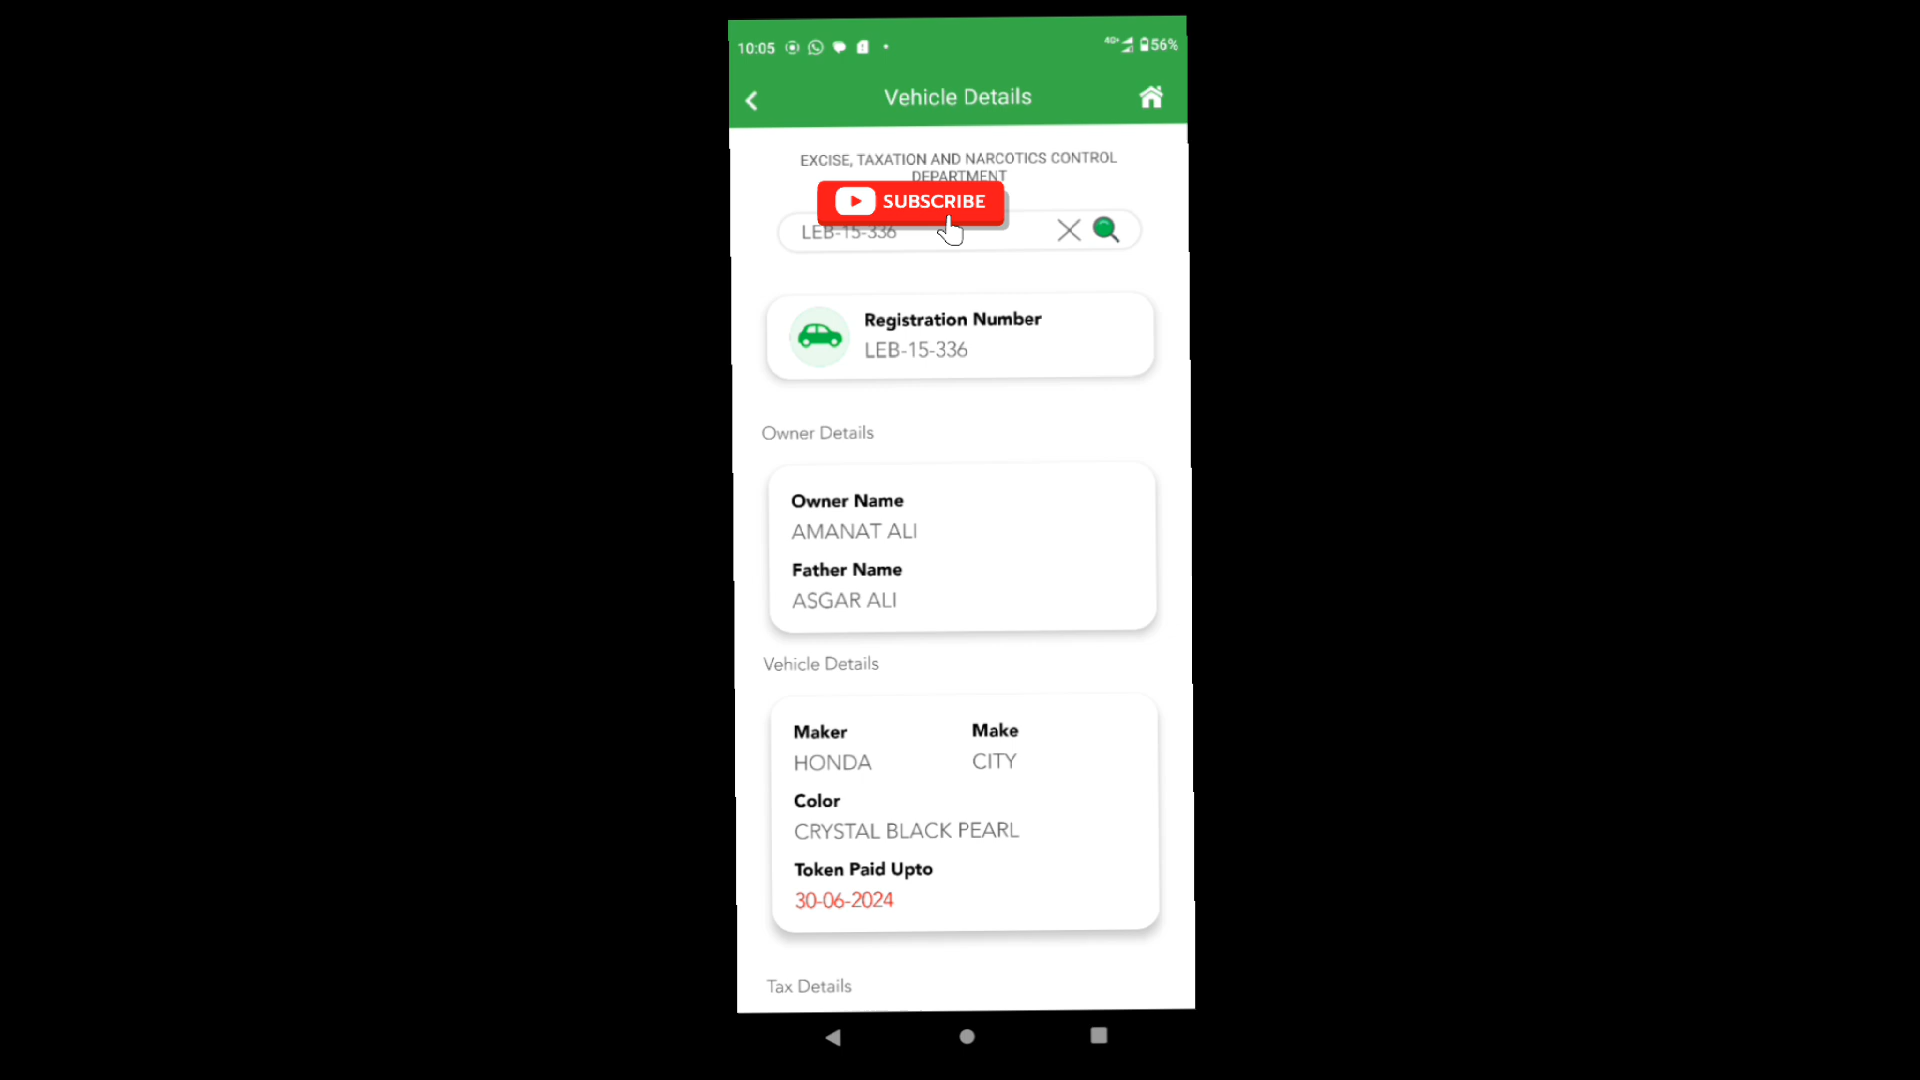 10:05
4G+ 56%
Vehicle Details
EXCISE, TAXATION AND NARCOTICS CONTROL
DEPARTMENT
SUBSCRIBE
LEB-15-336
Registration Number
LEB-15-336
Owner Details
Owner Name
AMANAT ALI
Father Name
ASGAR ALI
Vehicle Details
Maker Make
HONDA CITY
Color
CRYSTAL BLACK PEARL
Token Paid Upto
30-06-2024
Tax Details